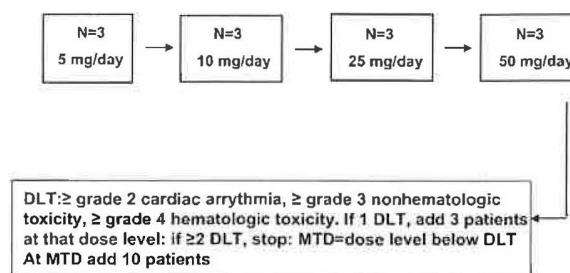 N=3
5 mg/day
N=3
10 mg/day
N=3
25 mg/day
N=3
50 mg/day
DLT:≥ grade 2 cardiac arrythmia, ≥ grade 3 nonhematologic
toxicity, ≥ grade 4 hematologic toxicity. If 1 DLT, add 3 patients
at that dose level: if ≥2 DLT, stop: MTD=dose level below DLT
At MTD add 10 patients